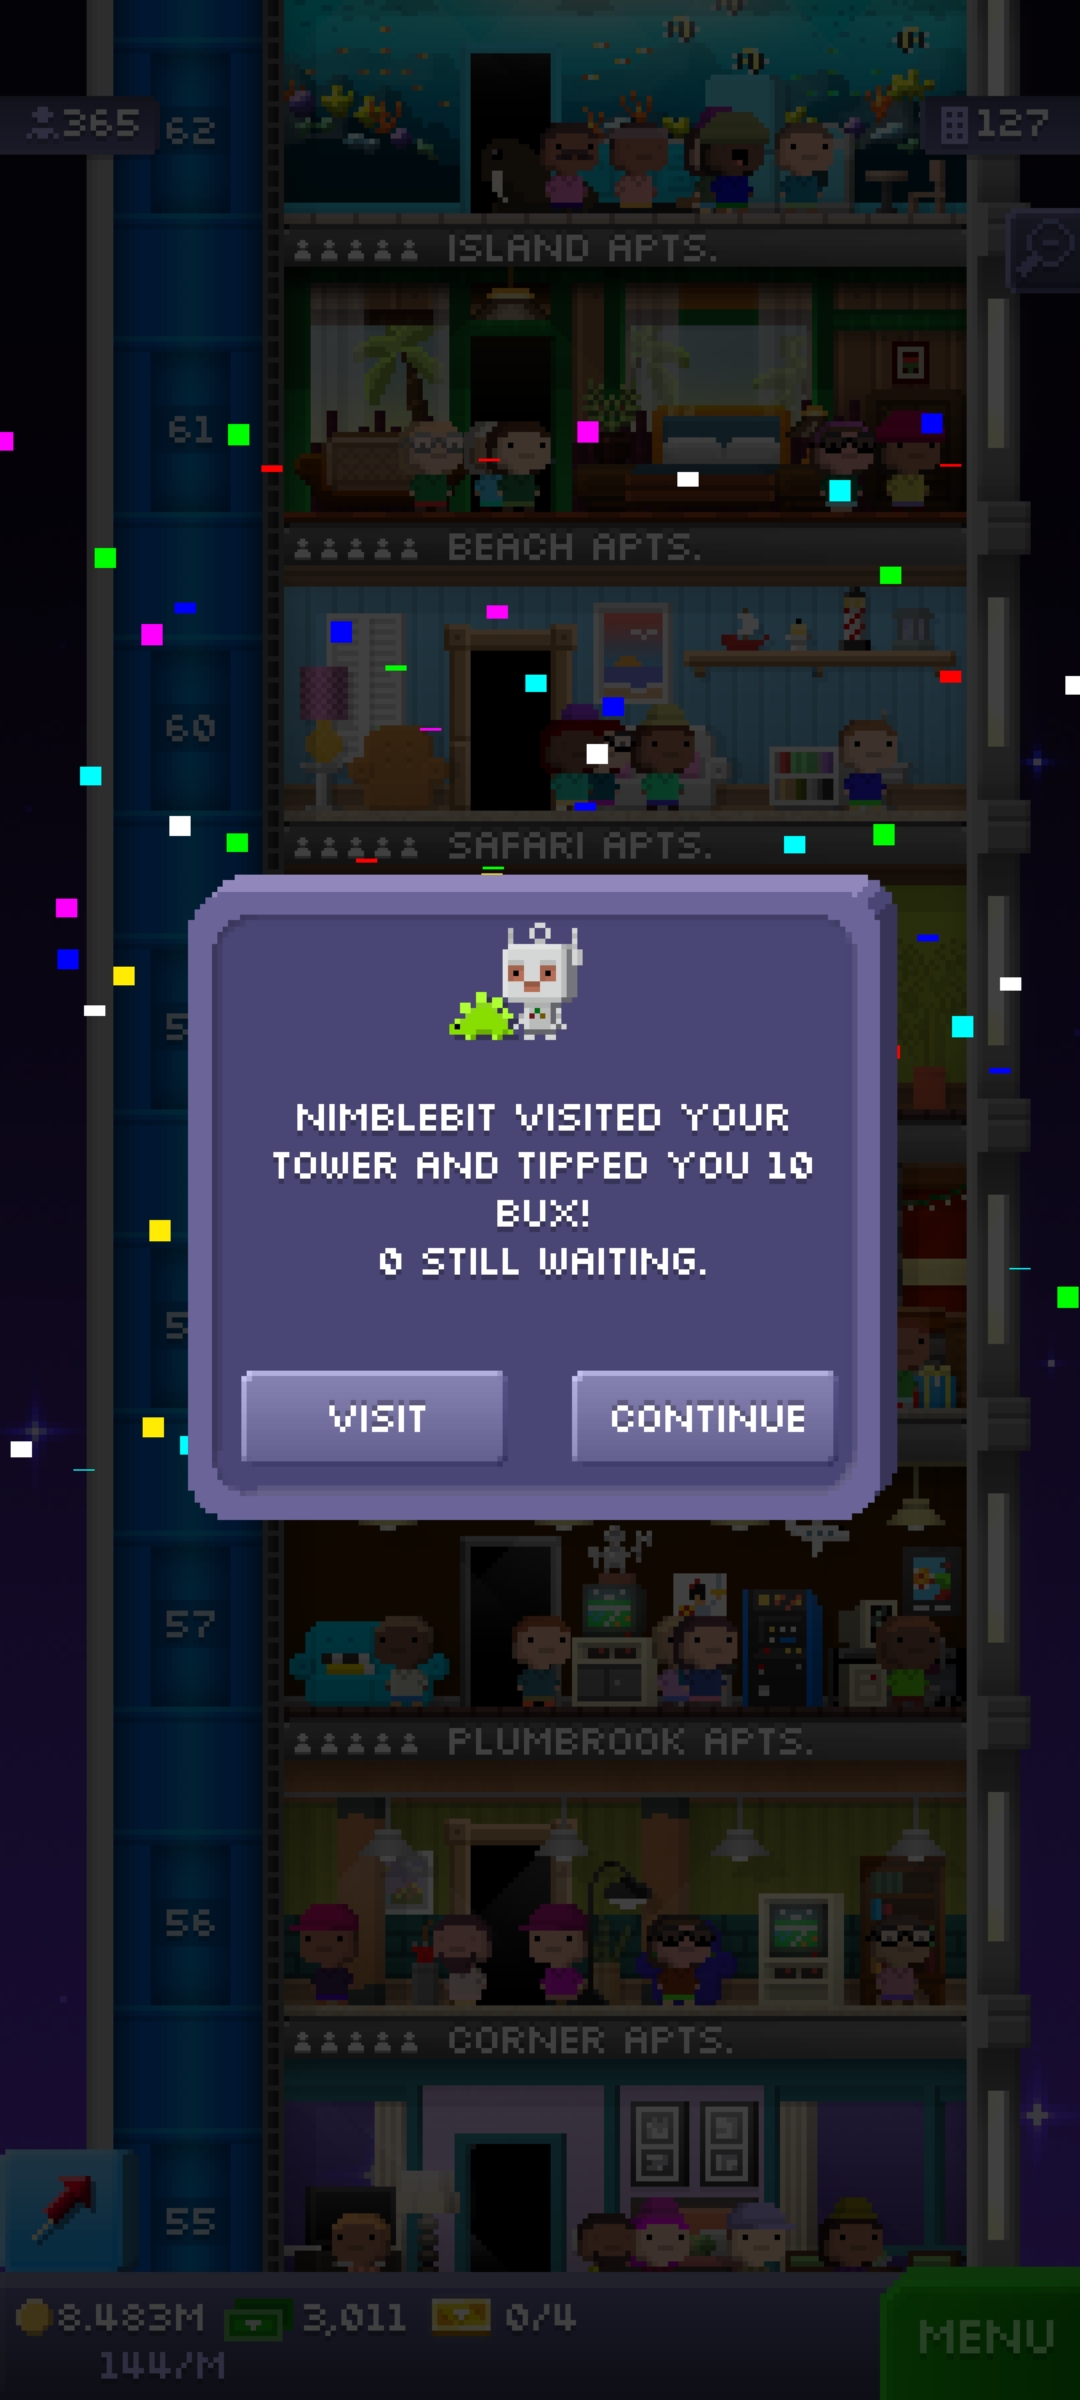 365
62
127
ISLAND APTS.
61
BEACH APTS.
60
SAFARI APTS.
NIMBLEBIT VISITED YOUR
TOWER AND TIPPED YOU 10
BUX!
0 STILL WAITING.
VISIT
CONTINUE
57
PLUMBROOK APTS.
56
CORNER APTS.
55
8.483M
3,011
0/4
MENU
144/M